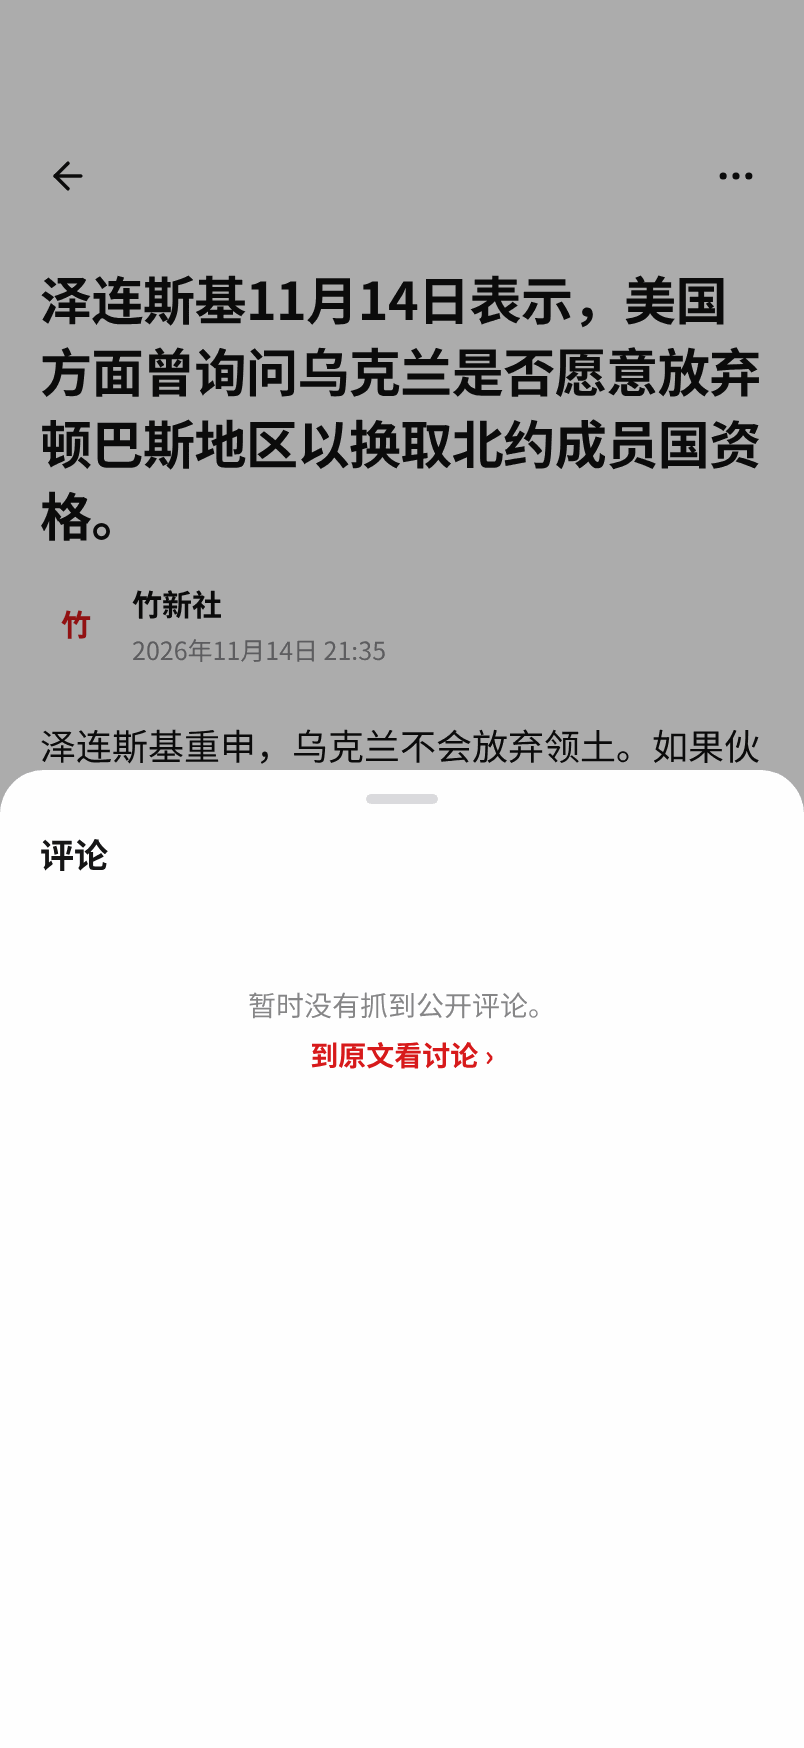 泽连斯基11月14日表示，美国
方面曾询问乌克兰是否愿意放弃
顿巴斯地区以换取北约成员国资
格。
竹
竹新社
2026年11月14日 21:35
泽连斯基重申，乌克兰不会放弃领土。如果伙
评论
暂时没有抓到公开评论。
到原文看讨论 ›